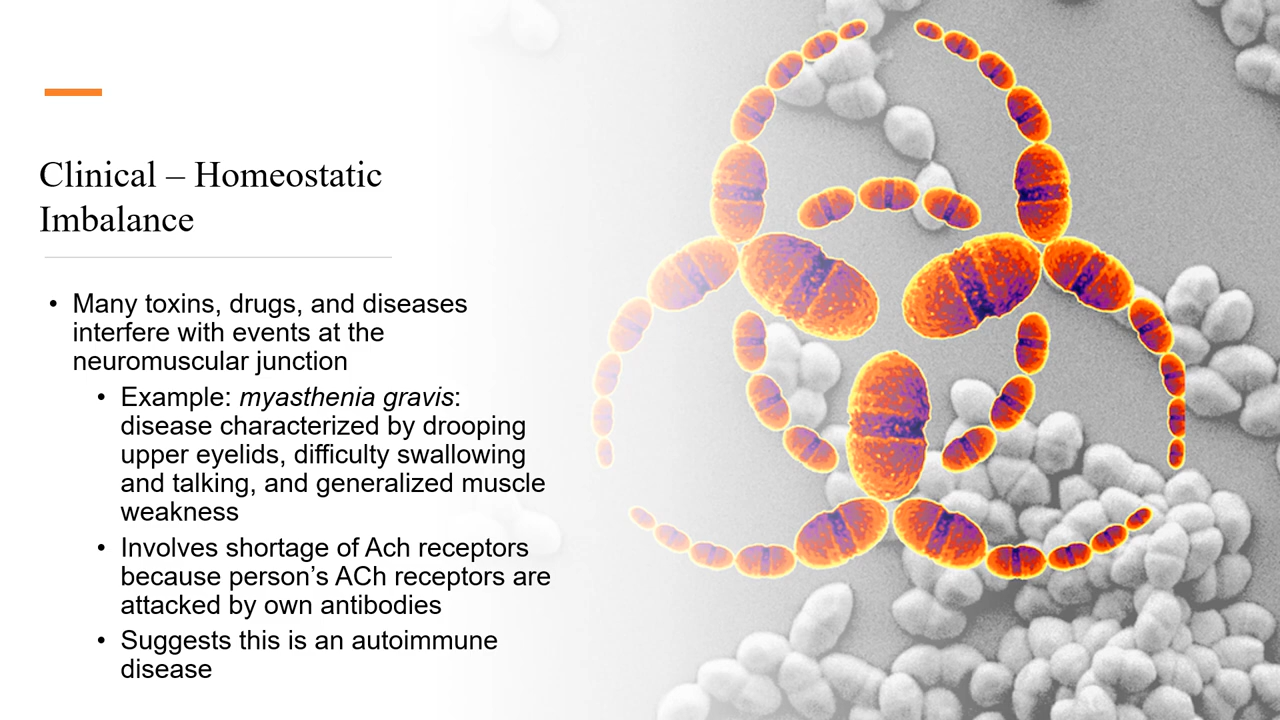 Clinical – Homeostatic
Imbalance
• Many toxins, drugs, and diseases
interfere with events at the
neuromuscular junction
• Example: myasthenia gravis:
disease characterized by drooping
upper eyelids, difficulty swallowing
and talking, and generalized muscle
weakness
• Involves shortage of Ach receptors
because person’s ACh receptors are
attacked by own antibodies
• Suggests this is an autoimmune
disease